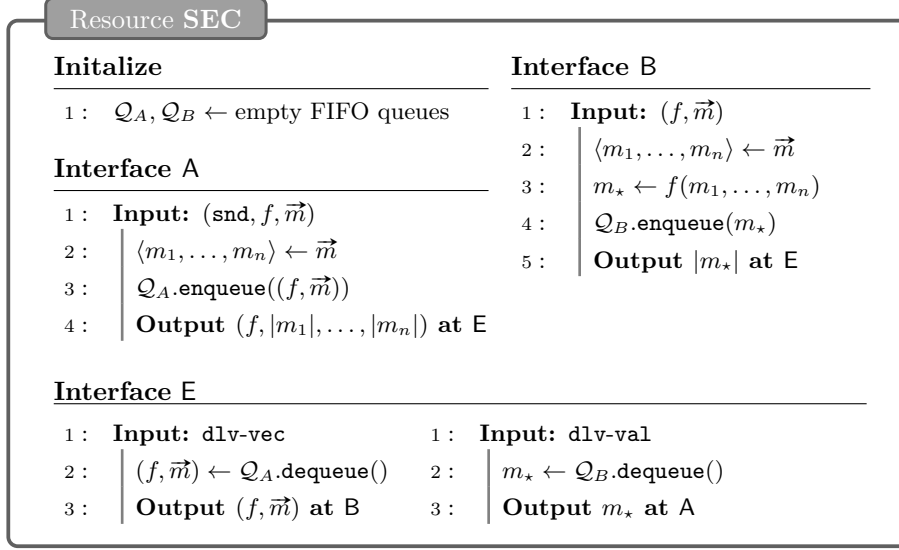 Resource SEC
Initalize
1 : 𝒬_A, 𝒬_B ← empty FIFO queues
Interface A
1 : Input: (snd, f, m⃗)
2 : ⟨m_1, . . . , m_n⟩ ← m⃗
3 : 𝒬_A.enqueue((f, m⃗))
4 : Output (f, |m_1|, . . . , |m_n|) at E
Interface B
1 : Input: (f, m⃗)
2 : ⟨m_1, . . . , m_n⟩ ← m⃗
3 : m_⋆ ← f(m_1, . . . , m_n)
4 : 𝒬_B.enqueue(m_⋆)
5 : Output |m_⋆| at E
Interface E
1 : Input: dlv-vec
2 : (f, m⃗) ← 𝒬_A.dequeue()
3 : Output (f, m⃗) at B
1 : Input: dlv-val
2 : m_⋆ ← 𝒬_B.dequeue()
3 : Output m_⋆ at A